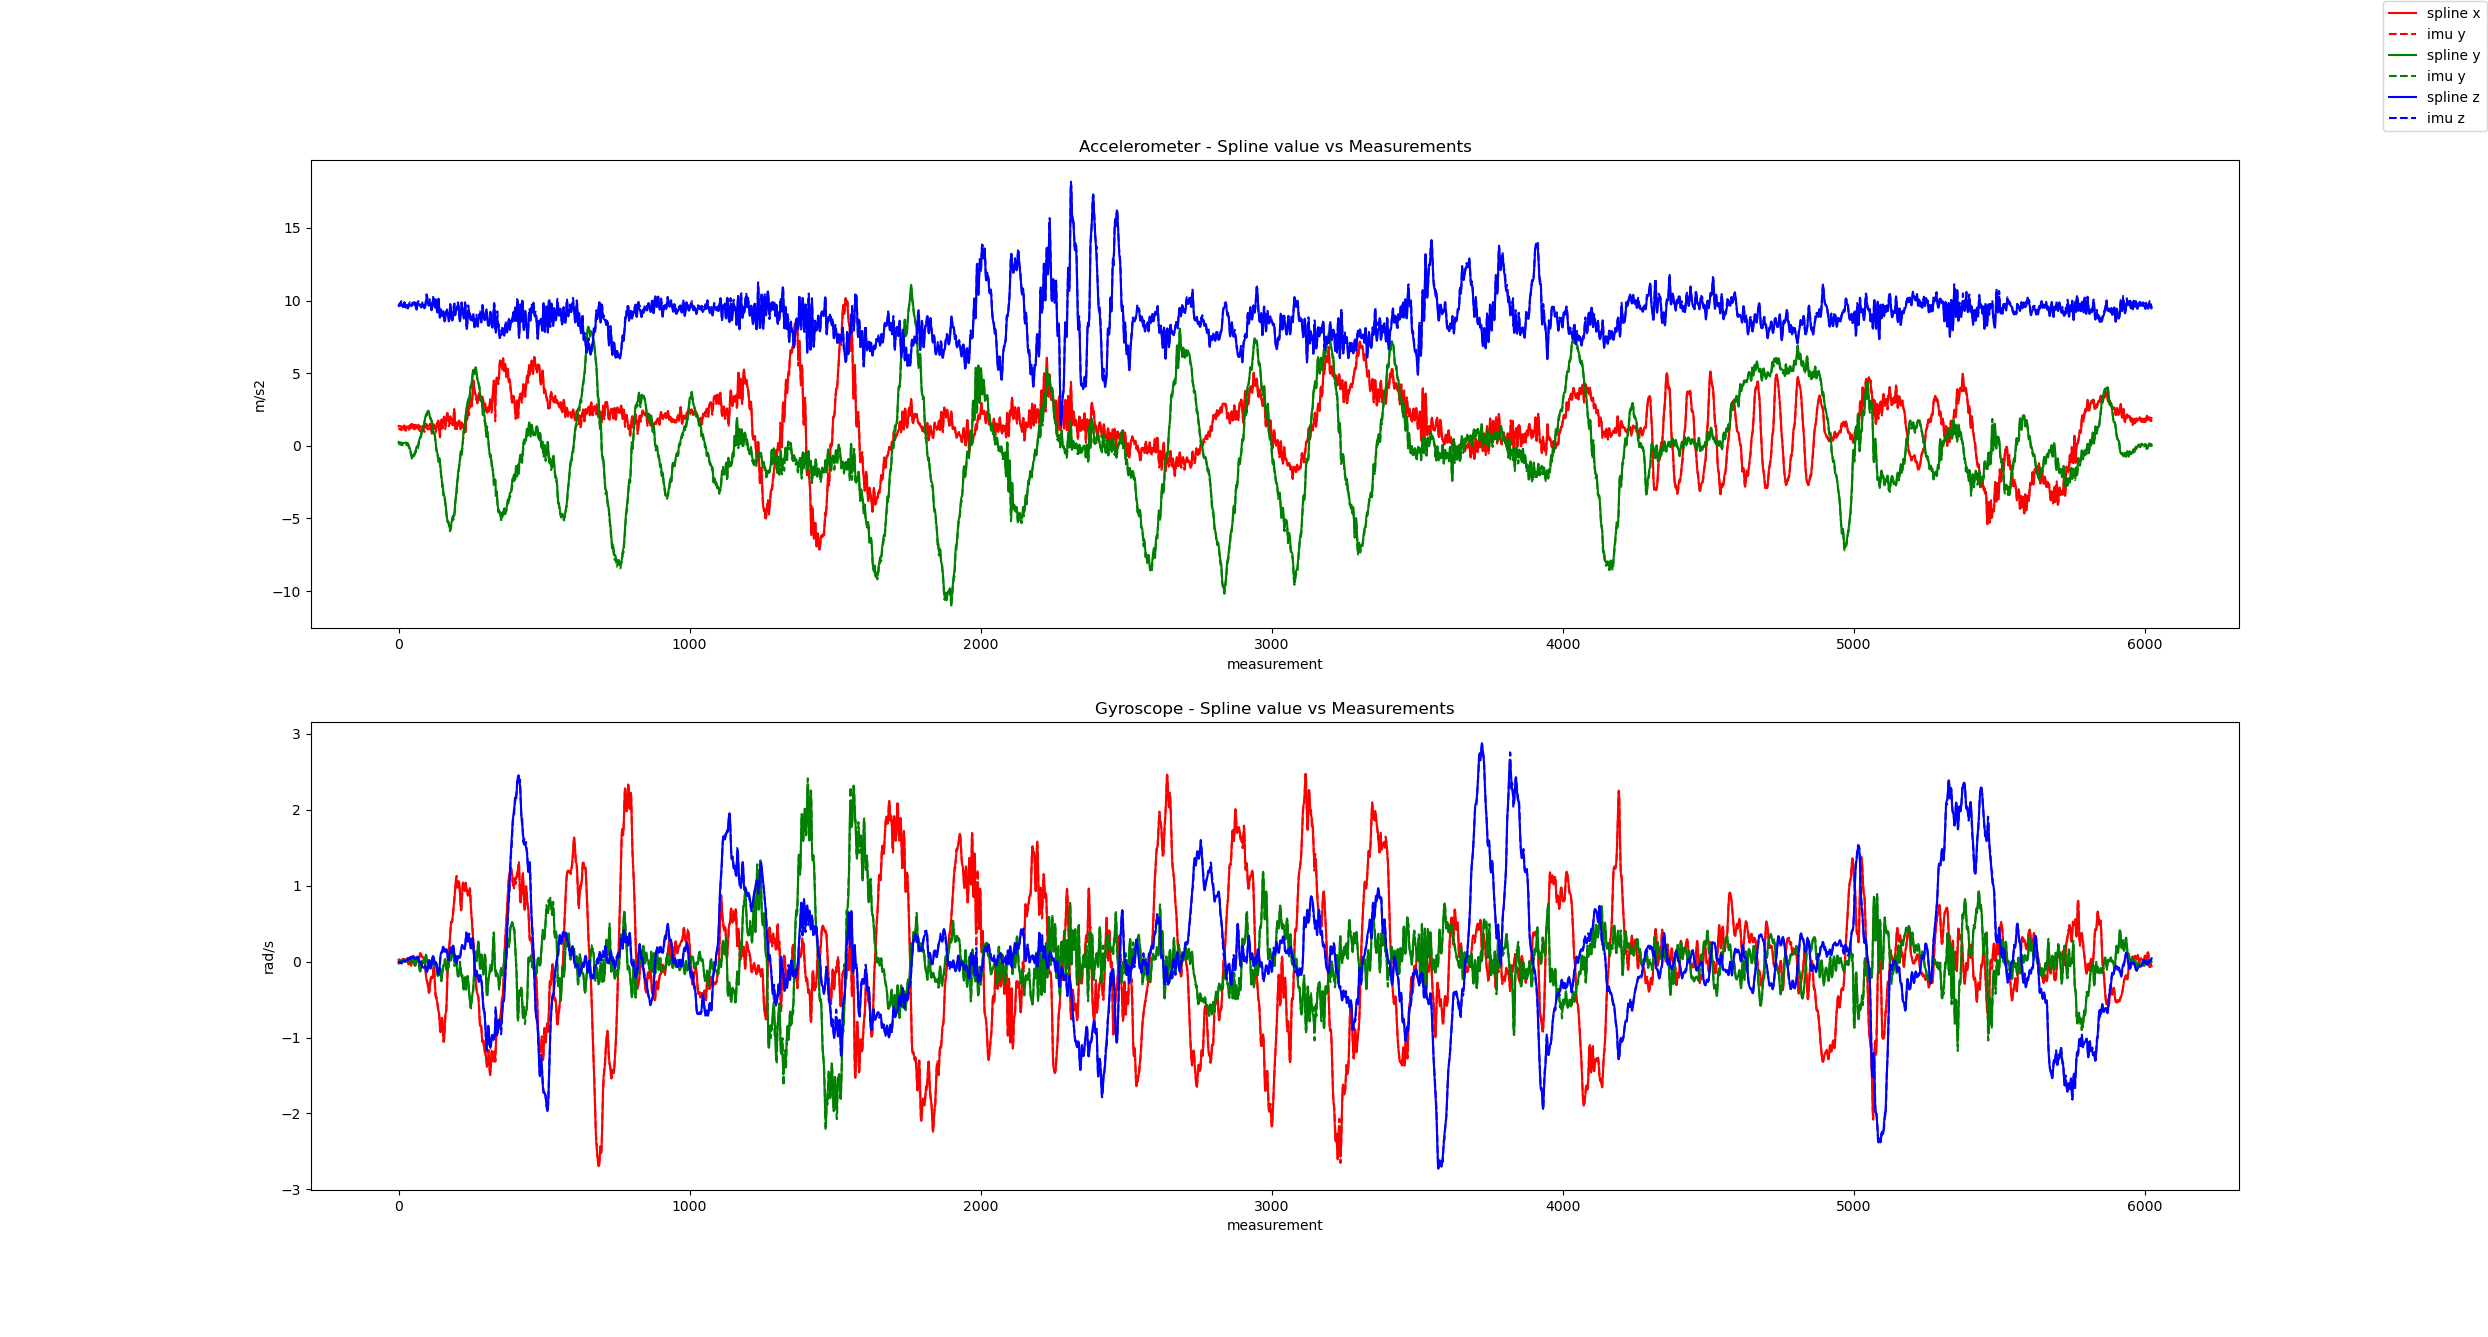 spline x
imu y
spline y
imu y
spline z
imu z
Accelerometer - Spline value vs Measurements
15
10
5
0
−5
−10
m/s2
0 1000 2000 3000 4000 5000 6000
measurement
Gyroscope - Spline value vs Measurements
3
2
1
0
−1
−2
−3
rad/s
0 1000 2000 3000 4000 5000 6000
measurement